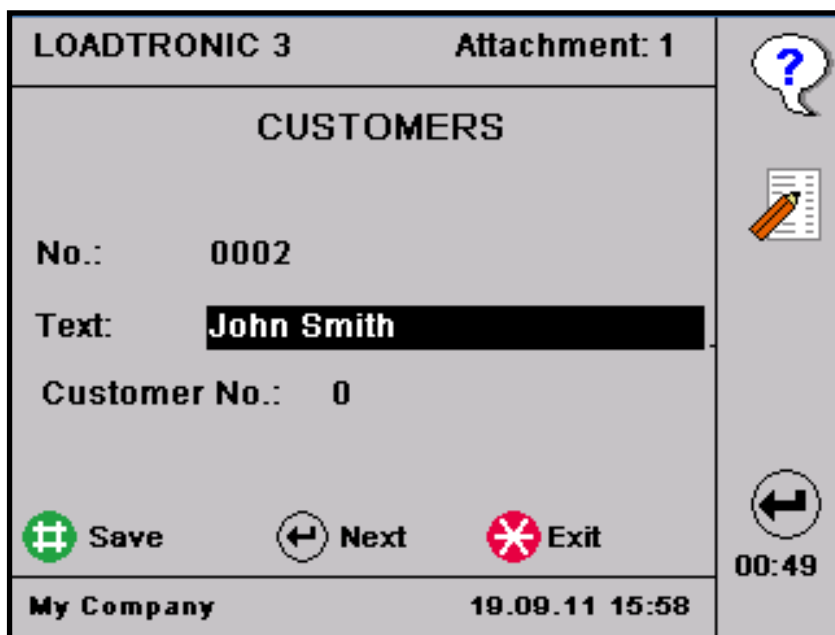 LOADTRONIC 3 Attachment: 1
?
CUSTOMERS
No.: 0002
Text: John Smith
Customer No.: 0
# Save Next * Exit
00:49
My Company 19.09.11 15:58